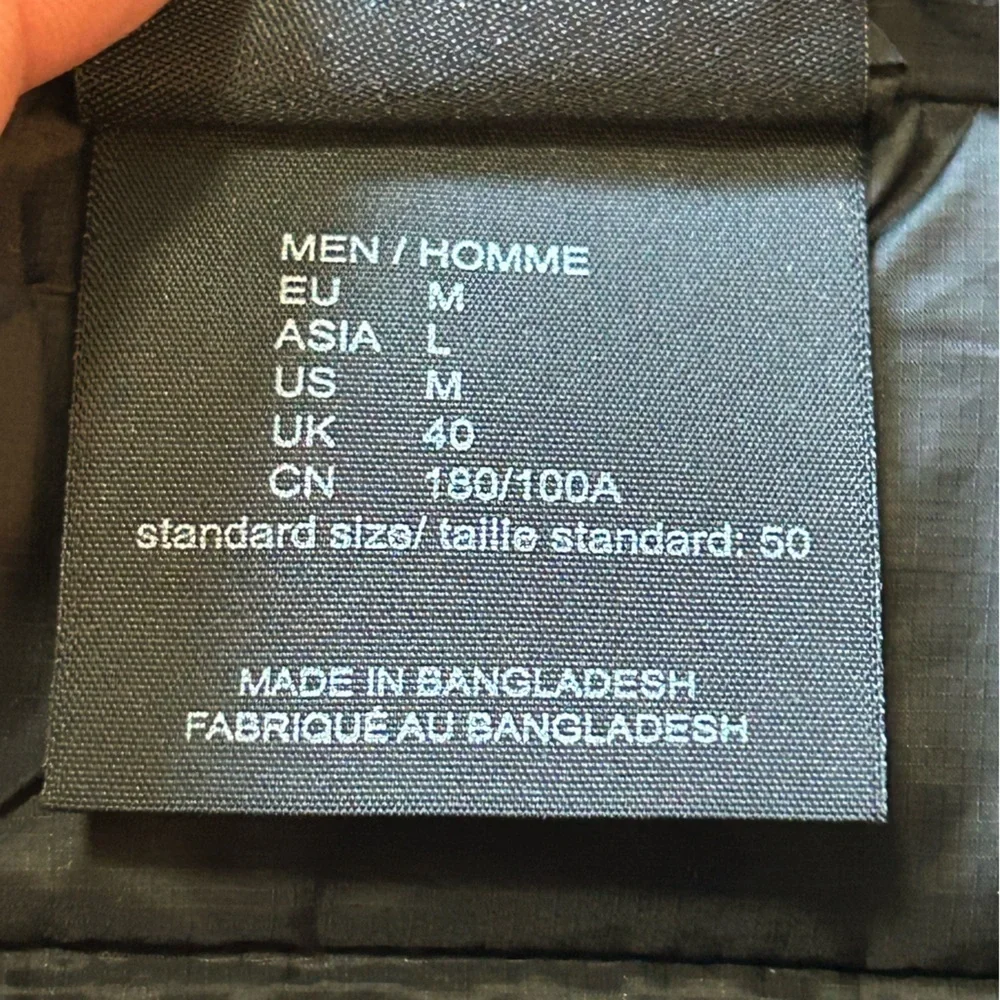 MEN / HOMME
EU M
ASIA L
US M
UK 40
CN 180/100A
standard size/ taille standard: 50
MADE IN BANGLADESH
FABRIQUÉ AU BANGLADESH